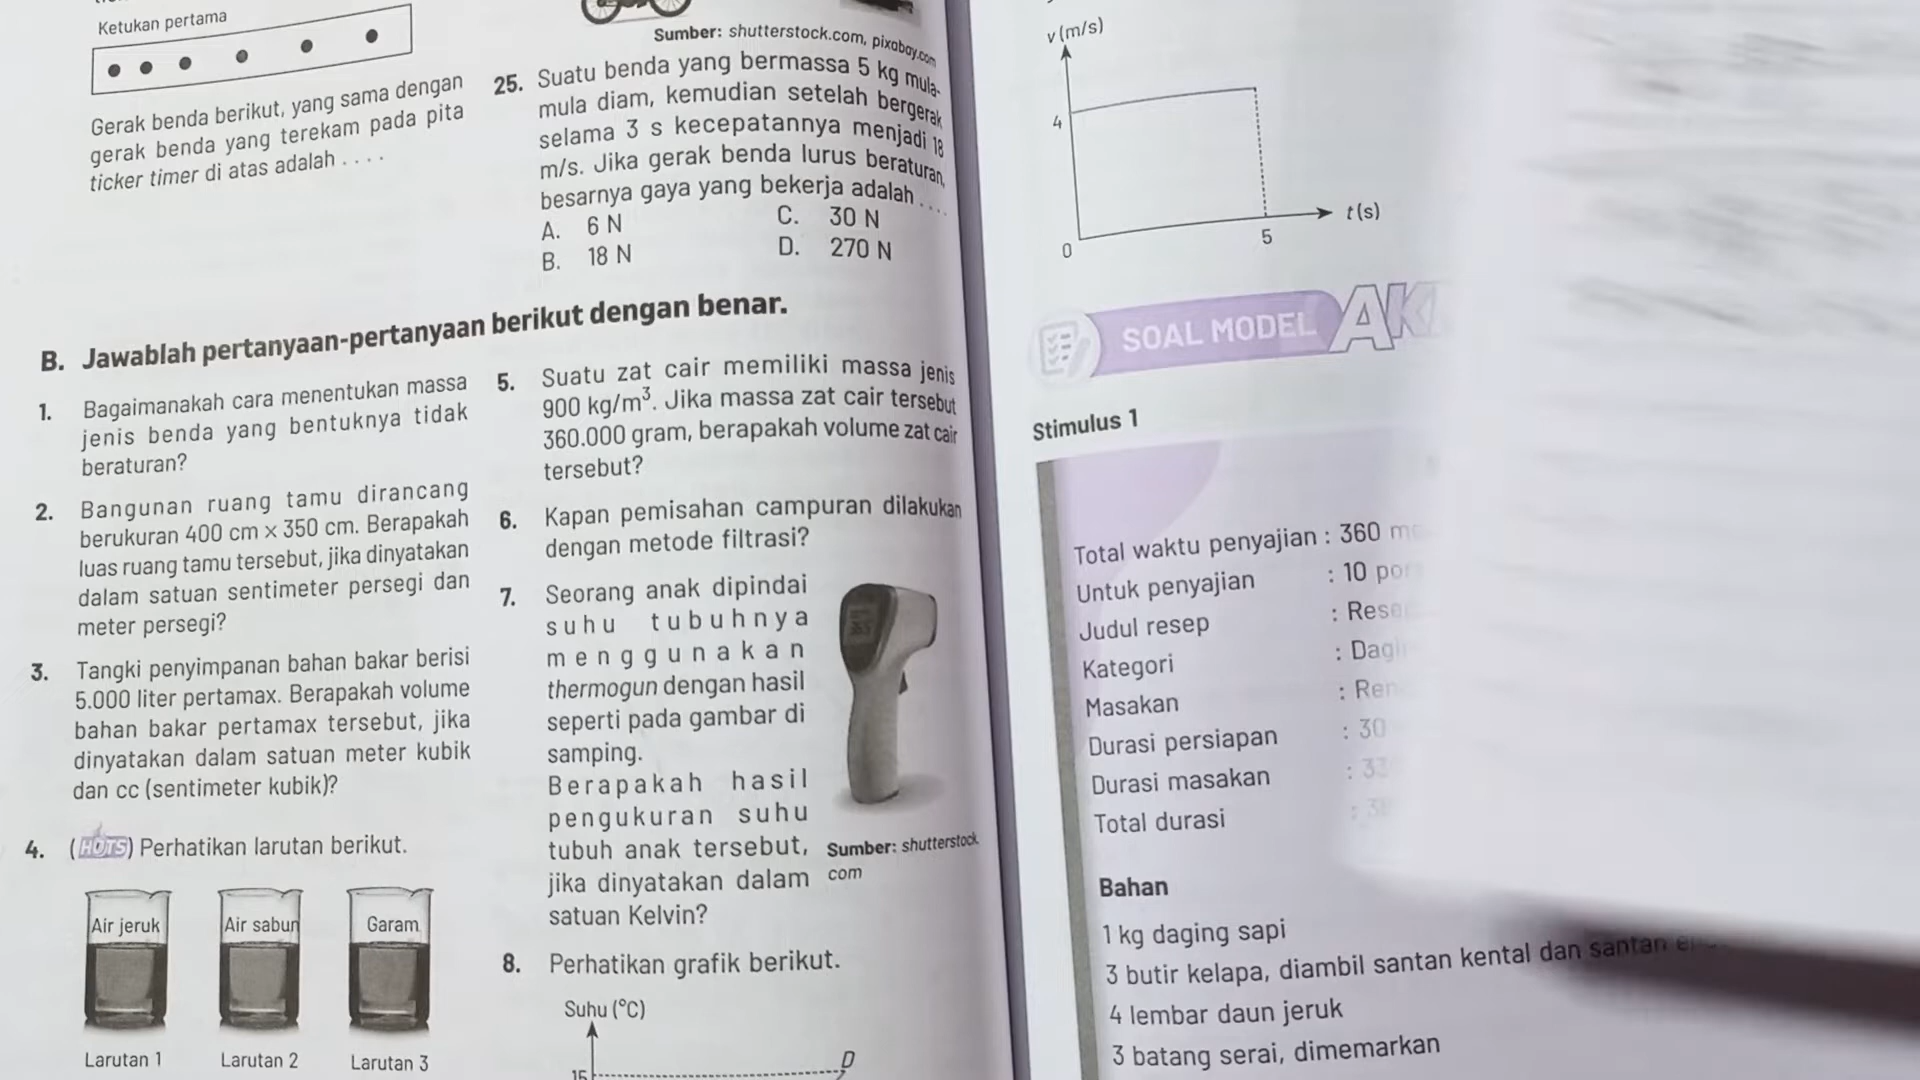 Ketukan pertama
Gerak benda berikut, yang sama dengan
gerak benda yang terekam pada pita
ticker timer di atas adalah . . . .
Sumber: shutterstock.com, pixabay.com
25. Suatu benda yang bermassa 5 kg mula-
mula diam, kemudian setelah bergerak
selama 3 s kecepatannya menjadi 18
m/s. Jika gerak benda lurus beraturan,
besarnya gaya yang bekerja adalah . . . .
A. 6 N
B. 18 N
C. 30 N
D. 270 N
B. Jawablah pertanyaan-pertanyaan berikut dengan benar.
1. Bagaimanakah cara menentukan massa
jenis benda yang bentuknya tidak
beraturan?
2. Bangunan ruang tamu dirancang
berukuran 400 cm × 350 cm. Berapakah
luas ruang tamu tersebut, jika dinyatakan
dalam satuan sentimeter persegi dan
meter persegi?
3. Tangki penyimpanan bahan bakar berisi
5.000 liter pertamax. Berapakah volume
bahan bakar pertamax tersebut, jika
dinyatakan dalam satuan meter kubik
dan cc (sentimeter kubik)?
4. (HOTS) Perhatikan larutan berikut.
Air jeruk Air sabun Garam
Larutan 1 Larutan 2 Larutan 3
5. Suatu zat cair memiliki massa jenis
900 kg/m³. Jika massa zat cair tersebut
360.000 gram, berapakah volume zat cair
tersebut?
6. Kapan pemisahan campuran dilakukan
dengan metode filtrasi?
7. Seorang anak dipindai
suhu tubuhnya
menggunakan
thermogun dengan hasil
seperti pada gambar di
samping.
Berapakah hasil
pengukuran suhu
tubuh anak tersebut,
jika dinyatakan dalam
satuan Kelvin?
Sumber: shutterstock.
com
8. Perhatikan grafik berikut.
Suhu (°C)
15
D
v (m/s)
4
0
5
t (s)
SOAL MODEL AK
Stimulus 1
Total waktu penyajian : 360
Untuk penyajian : 10
Judul resep :
Kategori :
Masakan :
Durasi persiapan : 30
Durasi masakan :
Total durasi :
Bahan
1 kg daging sapi
3 butir kelapa, diambil santan kental dan santan
4 lembar daun jeruk
3 batang serai, dimemarkan